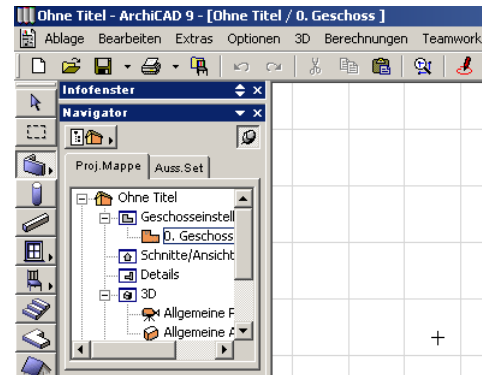 Ohne Titel - ArchiCAD 9 - [Ohne Titel / 0. Geschoss ]
Ablage Bearbeiten Extras Optionen 3D Berechnungen Teamwork
Infofenster
Navigator
Proj.Mappe Auss.Set
Ohne Titel
Geschosseinstell
0. Geschoss
Schnitte/Ansicht
Details
3D
Allgemeine
Allgemeine